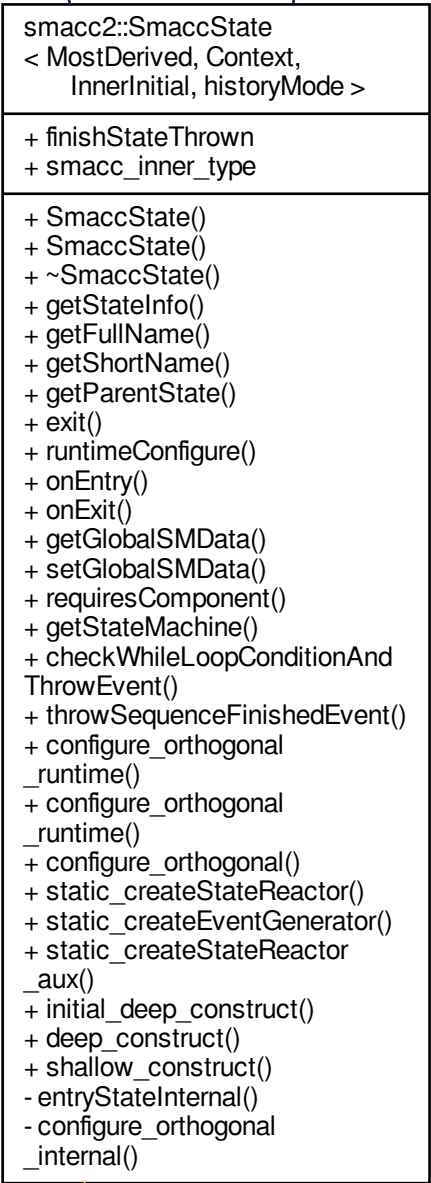 smacc2::SmaccState
< MostDerived, Context,
InnerInitial, historyMode >
+ finishStateThrown
+ smacc_inner_type
+ SmaccState()
+ SmaccState()
+ ~SmaccState()
+ getStateInfo()
+ getFullName()
+ getShortName()
+ getParentState()
+ exit()
+ runtimeConfigure()
+ onEntry()
+ onExit()
+ getGlobalSMData()
+ setGlobalSMData()
+ requiresComponent()
+ getStateMachine()
+ checkWhileLoopConditionAnd
ThrowEvent()
+ throwSequenceFinishedEvent()
+ configure_orthogonal
_runtime()
+ configure_orthogonal
_runtime()
+ configure_orthogonal()
+ static_createStateReactor()
+ static_createEventGenerator()
+ static_createStateReactor
_aux()
+ initial_deep_construct()
+ deep_construct()
+ shallow_construct()
- entryStateInternal()
- configure_orthogonal
_internal()